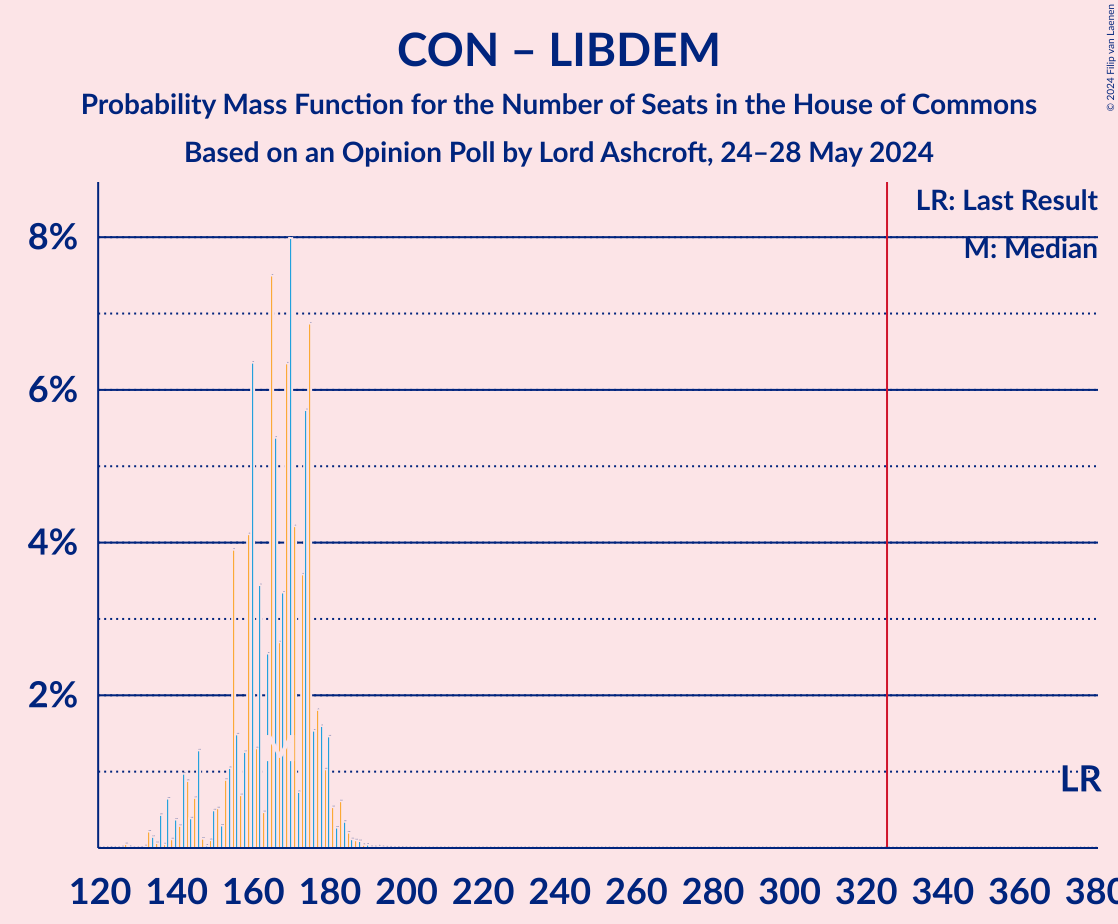 CON – LIBDEM
Probability Mass Function for the Number of Seats in the House of Commons
Based on an Opinion Poll by Lord Ashcroft, 24–28 May 2024
© 2024 Filip van Laenen
LR: Last Result
M: Median
8%
6%
4%
2%
LR
120 140 160 180 200 220 240 260 280 300 320 340 360 380